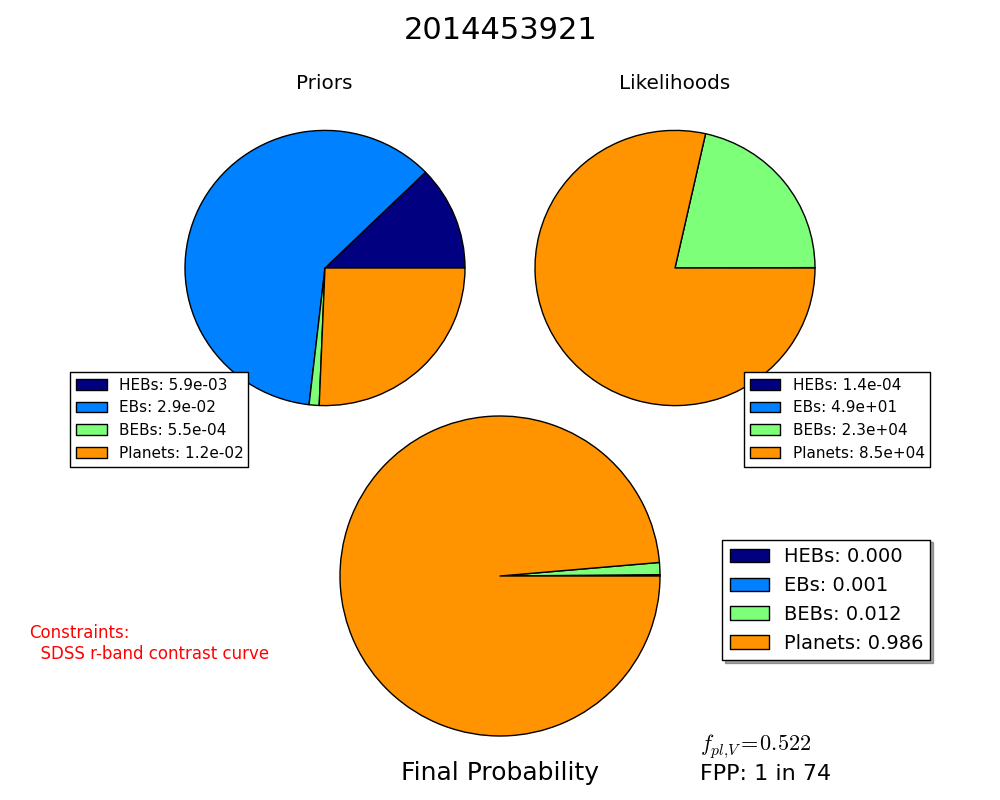 2014453921
Priors
Likelihoods
HEBs: 5.9e-03
EBs: 2.9e-02
BEBs: 5.5e-04
Planets: 1.2e-02
HEBs: 1.4e-04
EBs: 4.9e+01
BEBs: 2.3e+04
Planets: 8.5e+04
HEBs: 0.000
EBs: 0.001
BEBs: 0.012
Planets: 0.986
Constraints:
SDSS r-band contrast curve
f_{pl,V}=0.522
Final Probability
FPP: 1 in 74